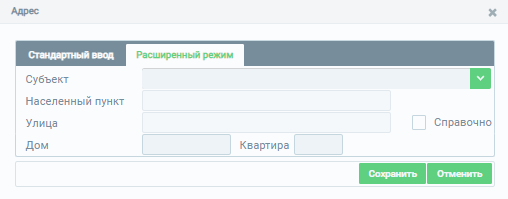 Адрес
Стандартный ввод Расширенный режим
Субъект
Населенный пункт
Улица Справочно
Дом Квартира
Сохранить Отменить